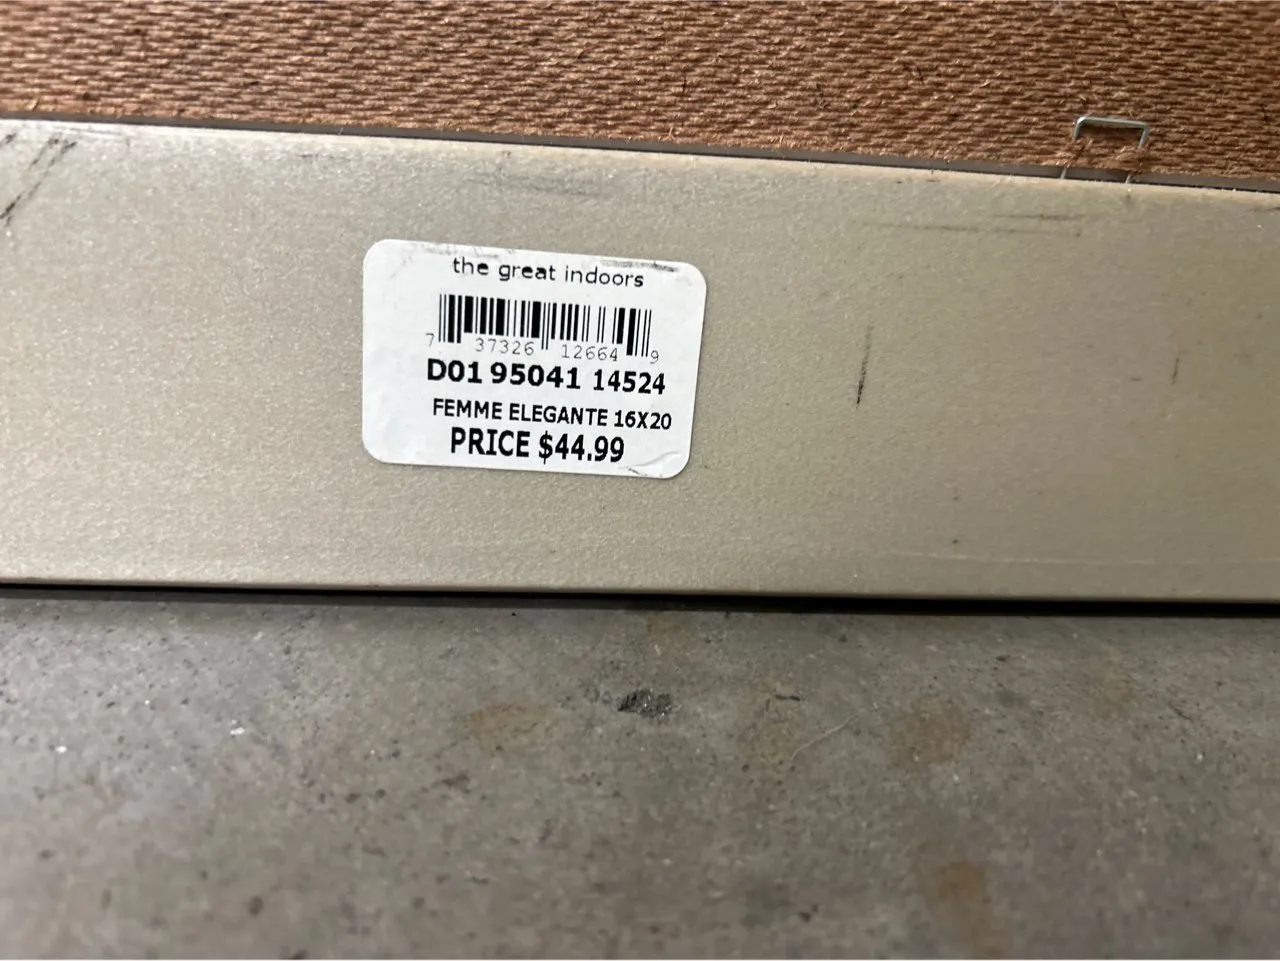 the great indoors
7 37326 12664 9
D01 95041 14524
FEMME ELEGANTE 16X20
PRICE $44.99